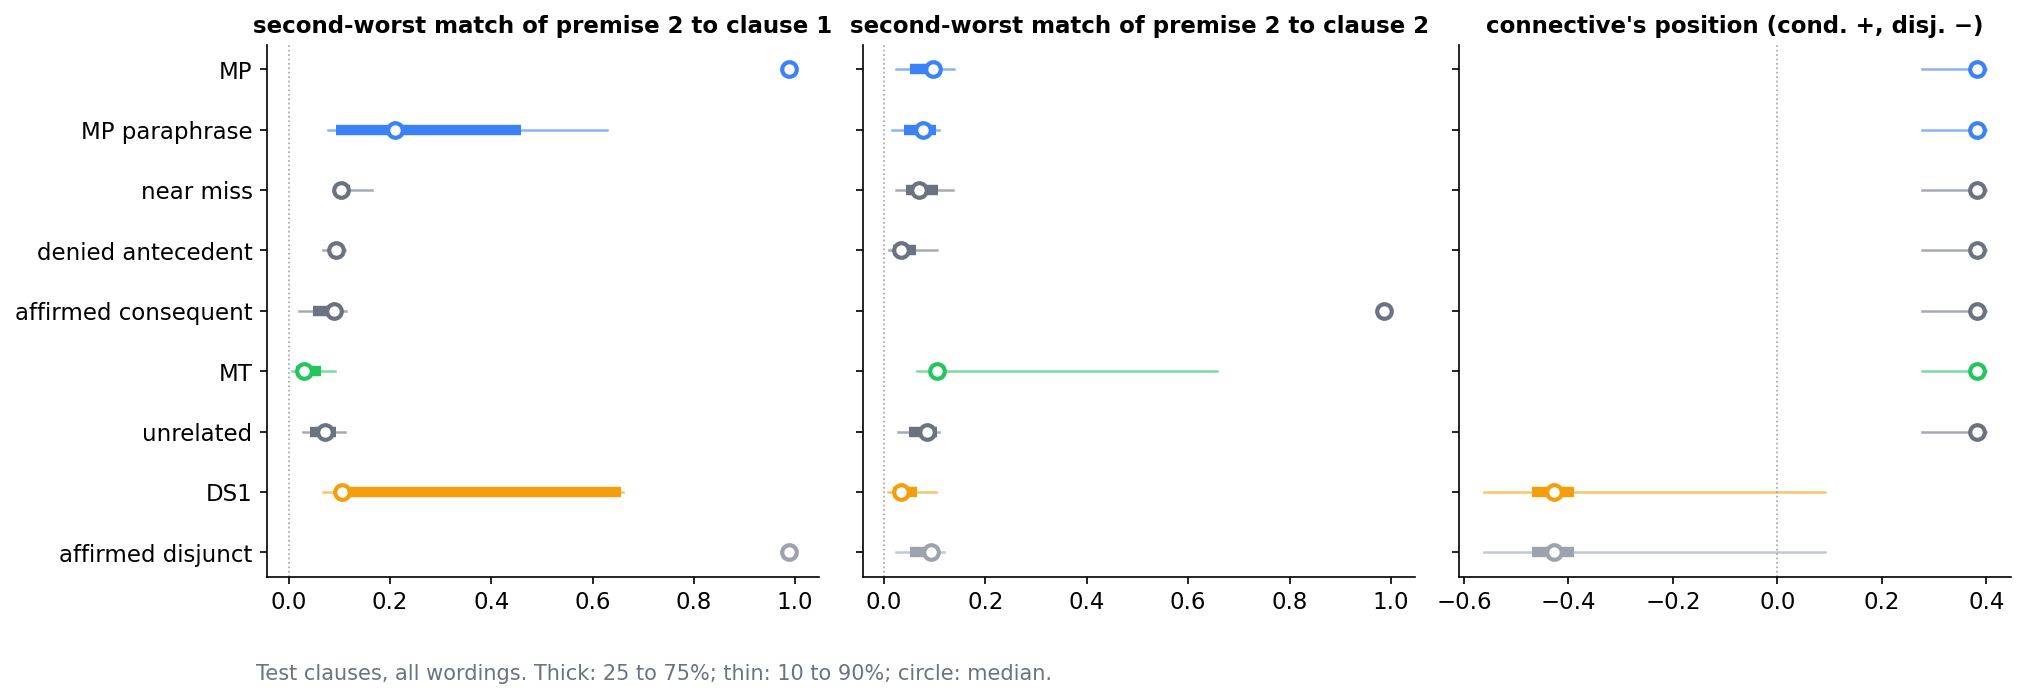 second-worst match of premise 2 to clause 1
second-worst match of premise 2 to clause 2
connective's position (cond. +, disj. −)
MP
MP paraphrase
near miss
denied antecedent
affirmed consequent
MT
unrelated
DS1
affirmed disjunct
0.0 0.2 0.4 0.6 0.8 1.0
0.0 0.2 0.4 0.6 0.8 1.0
−0.6 −0.4 −0.2 0.0 0.2 0.4
Test clauses, all wordings. Thick: 25 to 75%; thin: 10 to 90%; circle: median.